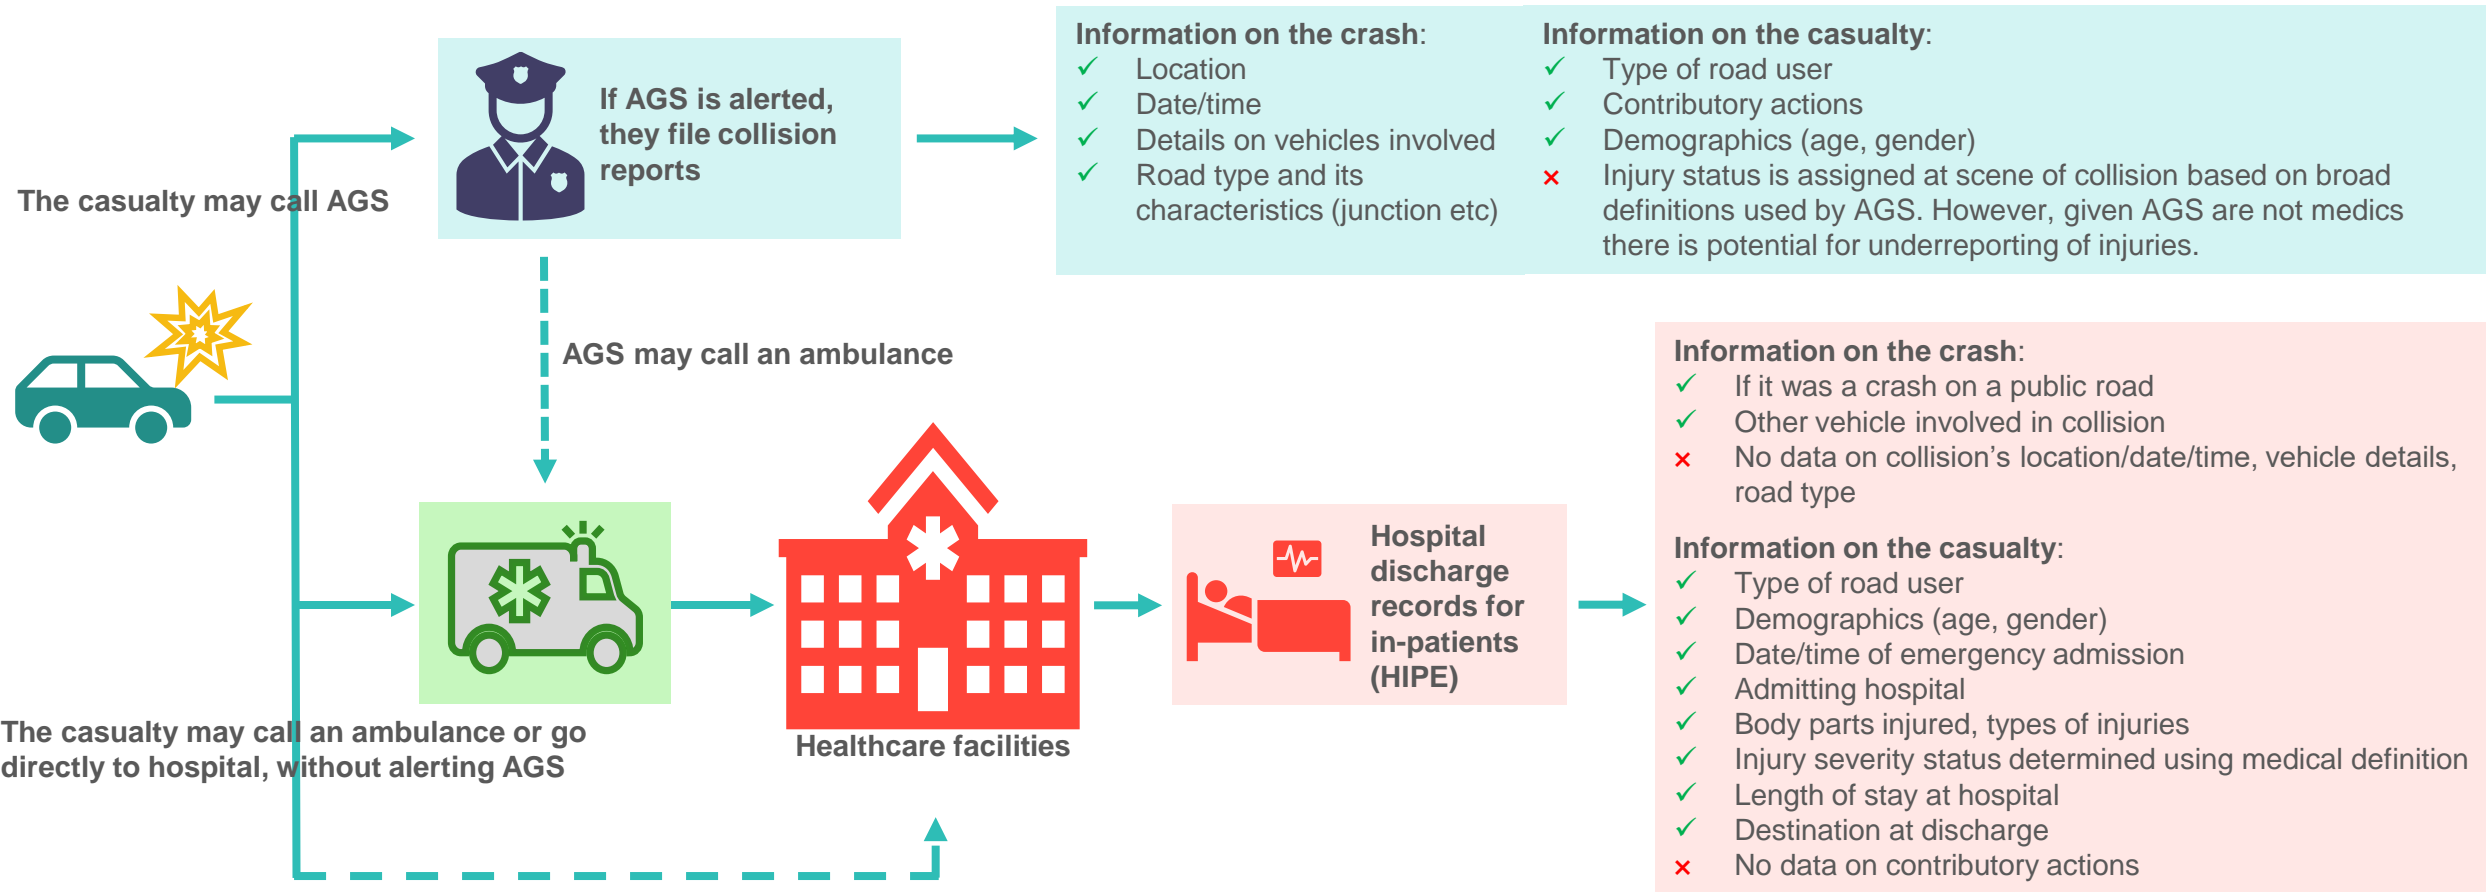 The casualty may call AGS
If AGS is alerted,
they file collision
reports
Information on the crash:
✓ Location
✓ Date/time
✓ Details on vehicles involved
✓ Road type and its
characteristics (junction etc)
Information on the casualty:
✓ Type of road user
✓ Contributory actions
✓ Demographics (age, gender)
× Injury status is assigned at scene of collision based on broad
definitions used by AGS. However, given AGS are not medics
there is potential for underreporting of injuries.
AGS may call an ambulance
The casualty may call an ambulance or go
directly to hospital, without alerting AGS
Healthcare facilities
Hospital
discharge
records for
in-patients
(HIPE)
Information on the crash:
✓ If it was a crash on a public road
✓ Other vehicle involved in collision
× No data on collision’s location/date/time, vehicle details,
road type
Information on the casualty:
✓ Type of road user
✓ Demographics (age, gender)
✓ Date/time of emergency admission
✓ Admitting hospital
✓ Body parts injured, types of injuries
✓ Injury severity status determined using medical definition
✓ Length of stay at hospital
✓ Destination at discharge
× No data on contributory actions